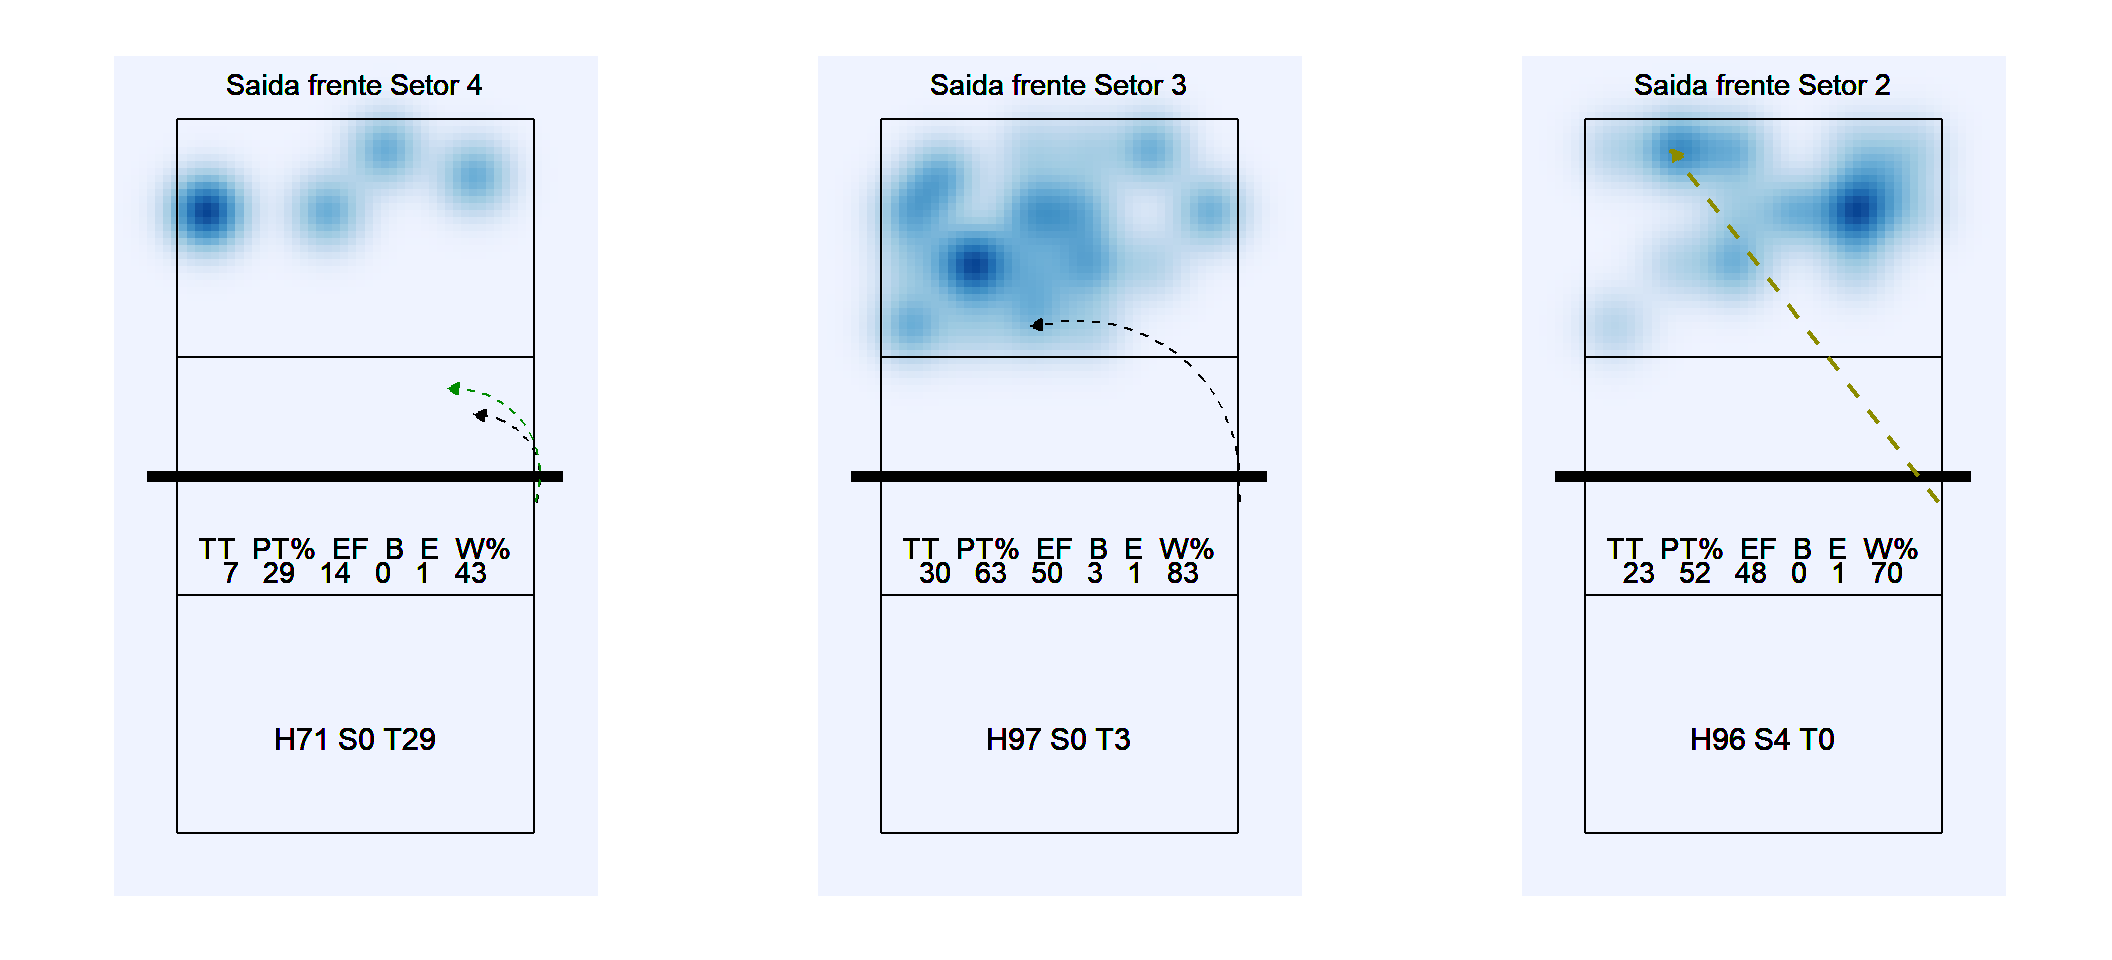 Saida frente Setor 4
TT PT% EF B E W%
7 29 14 0 1 43
H71 S0 T29
Saida frente Setor 3
TT PT% EF B E W%
30 63 50 3 1 83
H97 S0 T3
Saida frente Setor 2
TT PT% EF B E W%
23 52 48 0 1 70
H96 S4 T0